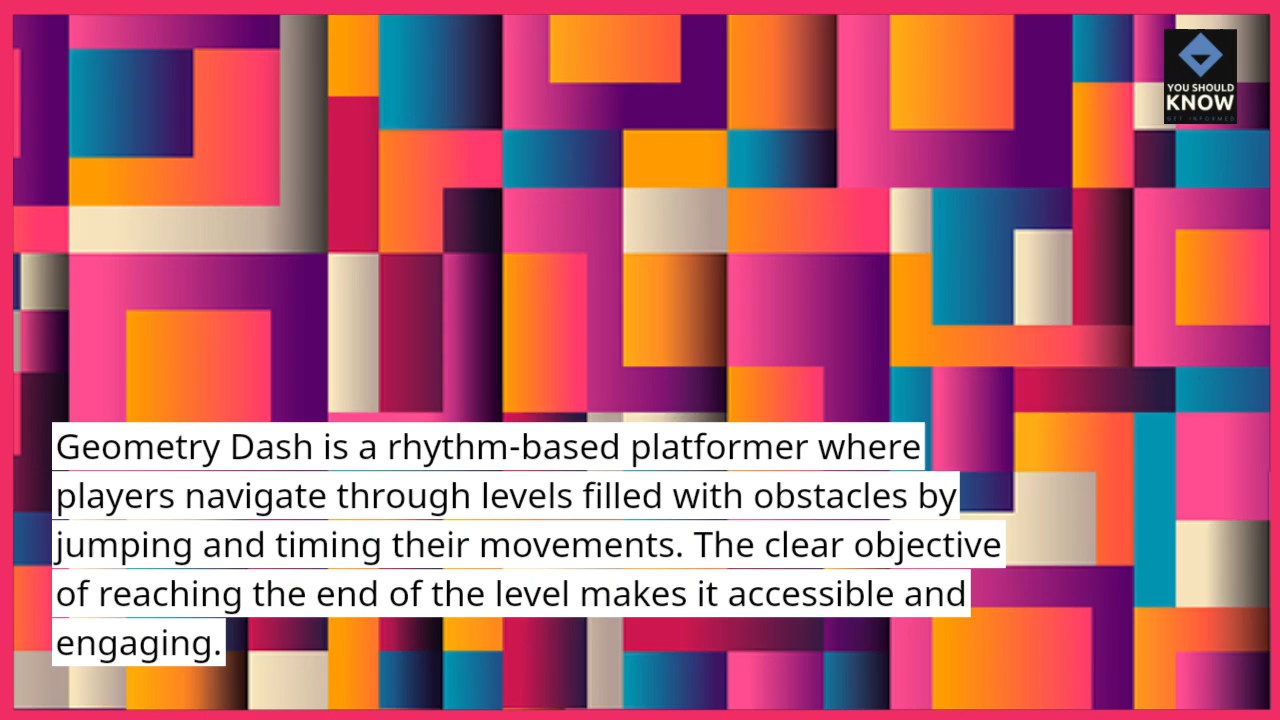 YOU SHOULD
KNOW
GET INFORMED
Geometry Dash is a rhythm-based platformer where
players navigate through levels filled with obstacles by
jumping and timing their movements. The clear objective
of reaching the end of the level makes it accessible and
engaging.